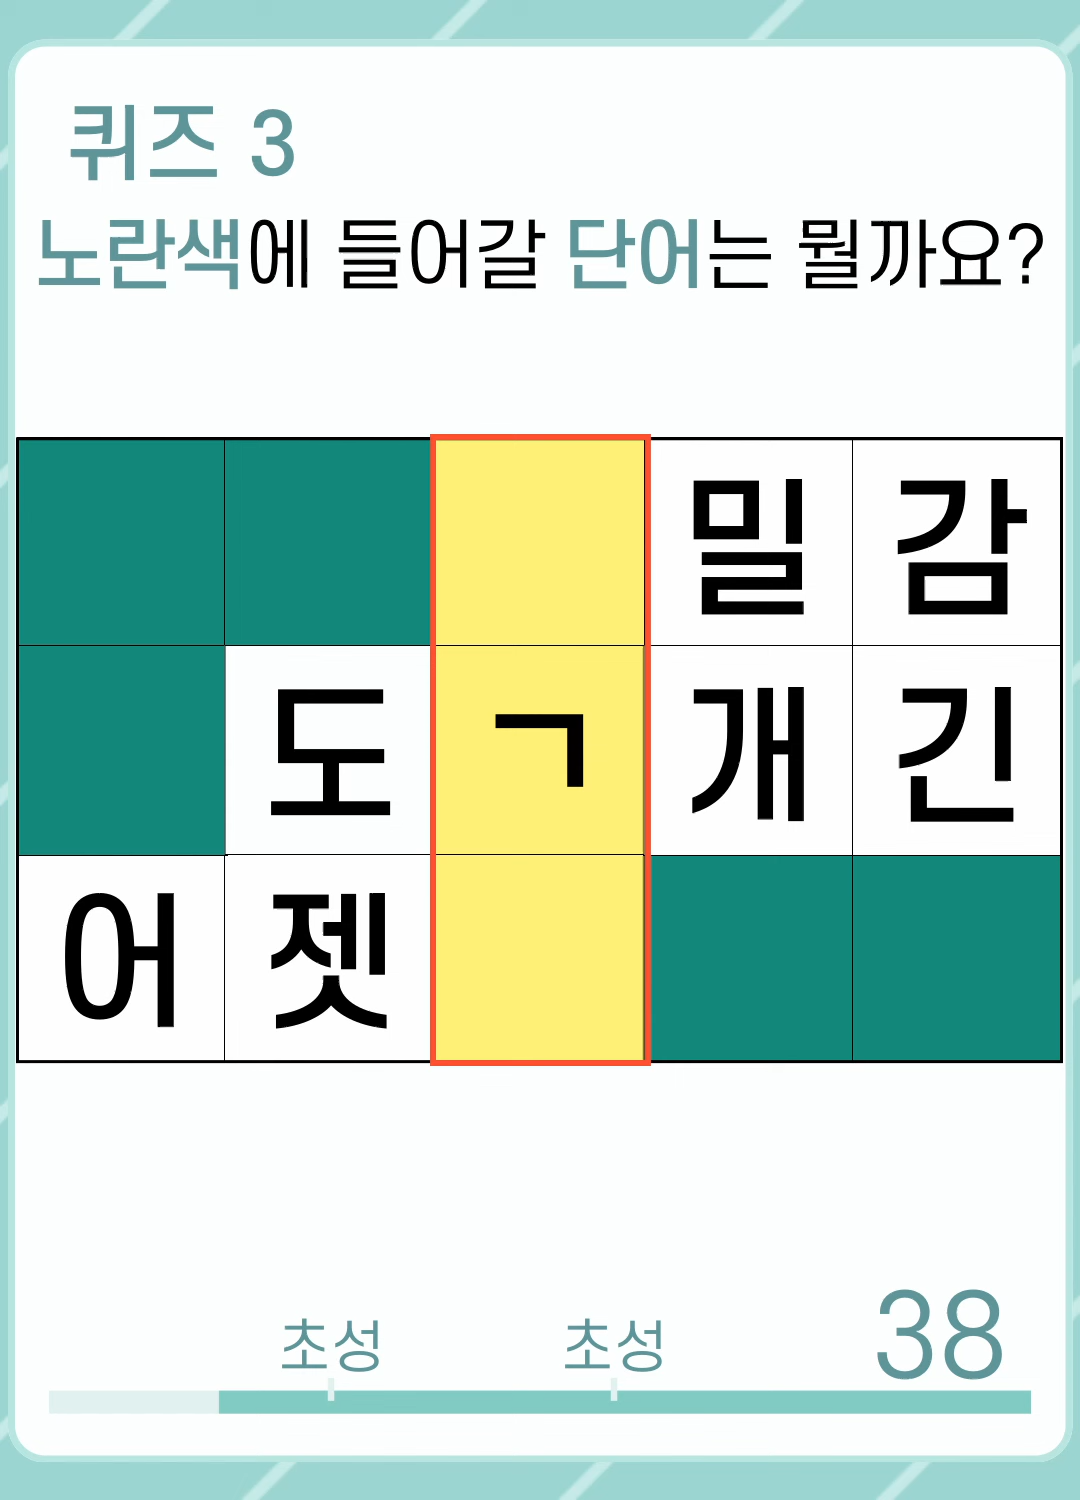 퀴즈 3
노란색에 들어갈 단어는 뭘까요?
밀 감
도 ㄱ 개 긴
어 젯
초성 초성 38